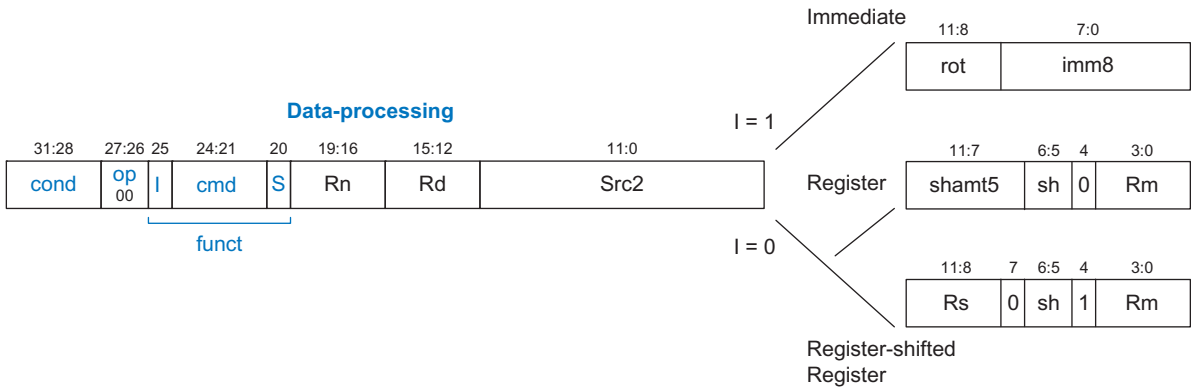 Immediate
11:8 7:0
rot imm8
Data-processing
I = 1
31:28 27:26 25 24:21 20 19:16 15:12 11:0
cond op 00 I cmd S Rn Rd Src2
funct
Register
11:7 6:5 4 3:0
shamt5 sh 0 Rm
I = 0
11:8 7 6:5 4 3:0
Rs 0 sh 1 Rm
Register-shifted
Register